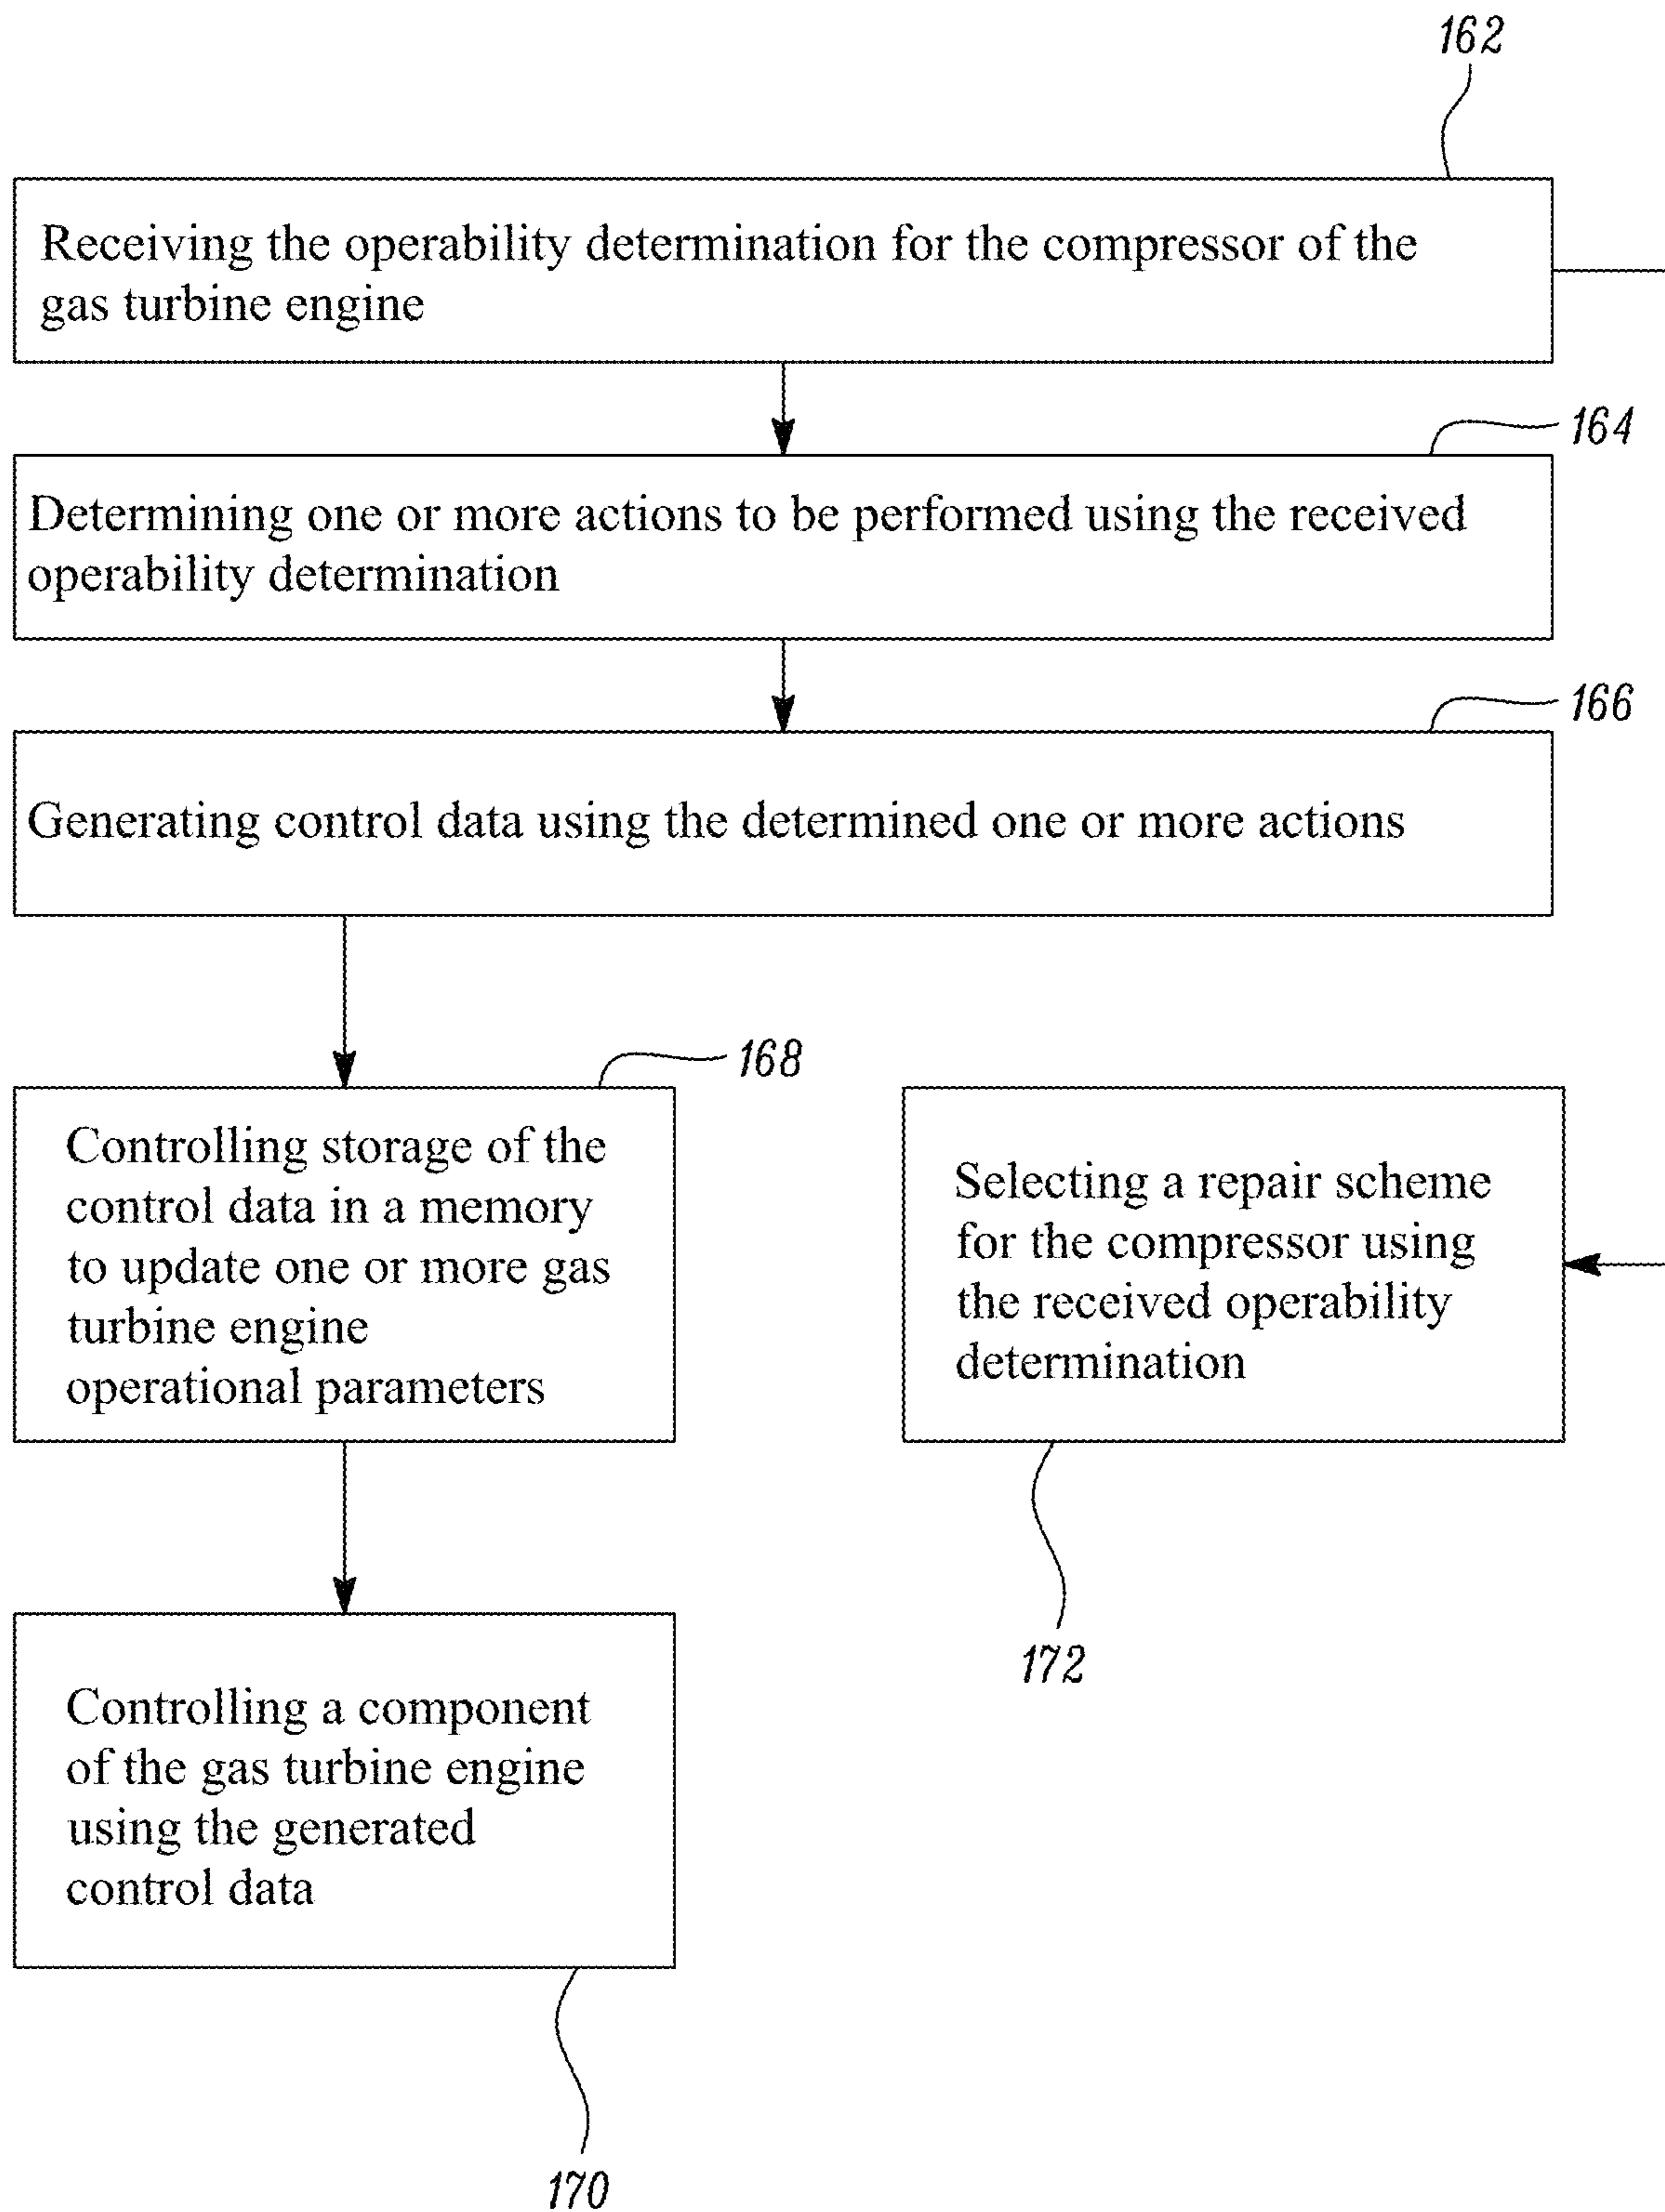 162
Receiving the operability determination for the compressor of the
gas turbine engine
164
Determining one or more actions to be performed using the received
operability determination
166
Generating control data using the determined one or more actions
168
Controlling storage of the
control data in a memory
to update one or more gas
turbine engine
operational parameters
Selecting a repair scheme
for the compressor using
the received operability
determination
172
Controlling a component
of the gas turbine engine
using the generated
control data
170